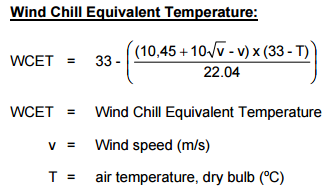 Wind Chill Equivalent Temperature:
WCET = 33 - ( (10,45 + 10√v - v) x (33 - T) / 22.04 )
WCET = Wind Chill Equivalent Temperature
v = Wind speed (m/s)
T = air temperature, dry bulb (ºC)